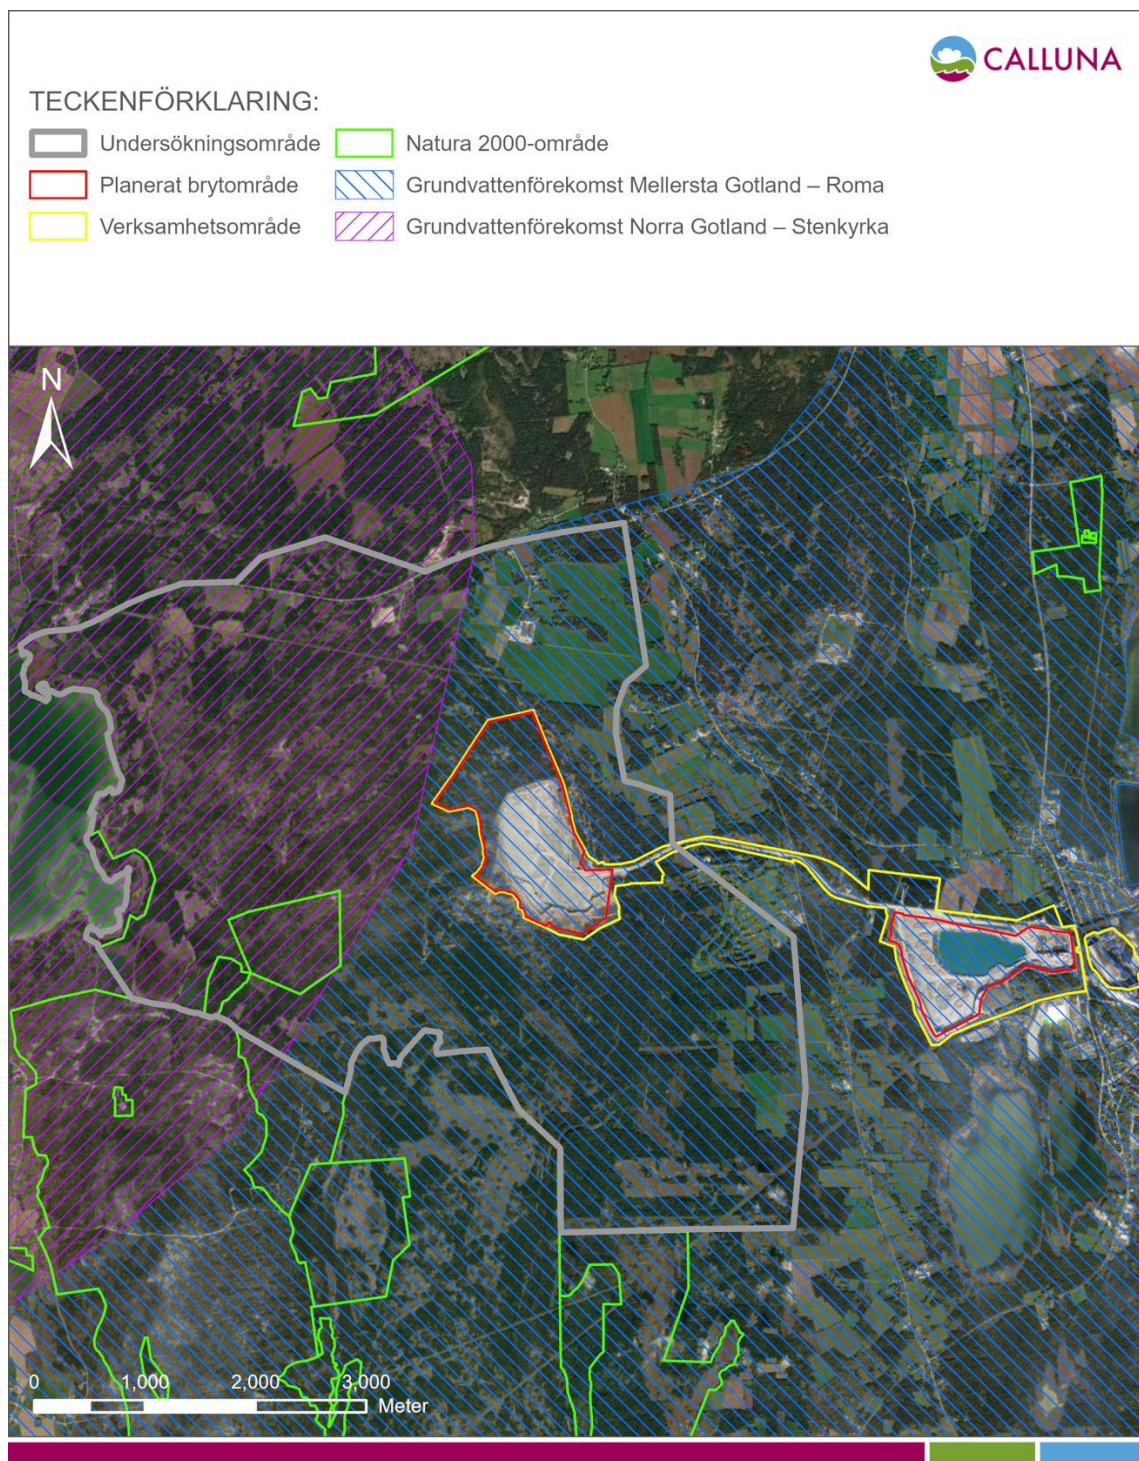 CALLUNA
TECKENFÖRKLARING:
Undersökningsområde
Natura 2000-område
Planerat brytområde
Grundvattenförekomst Mellersta Gotland – Roma
Verksamhetsområde
Grundvattenförekomst Norra Gotland – Stenkyrka
N
0 1,000 2,000 3,000
Meter